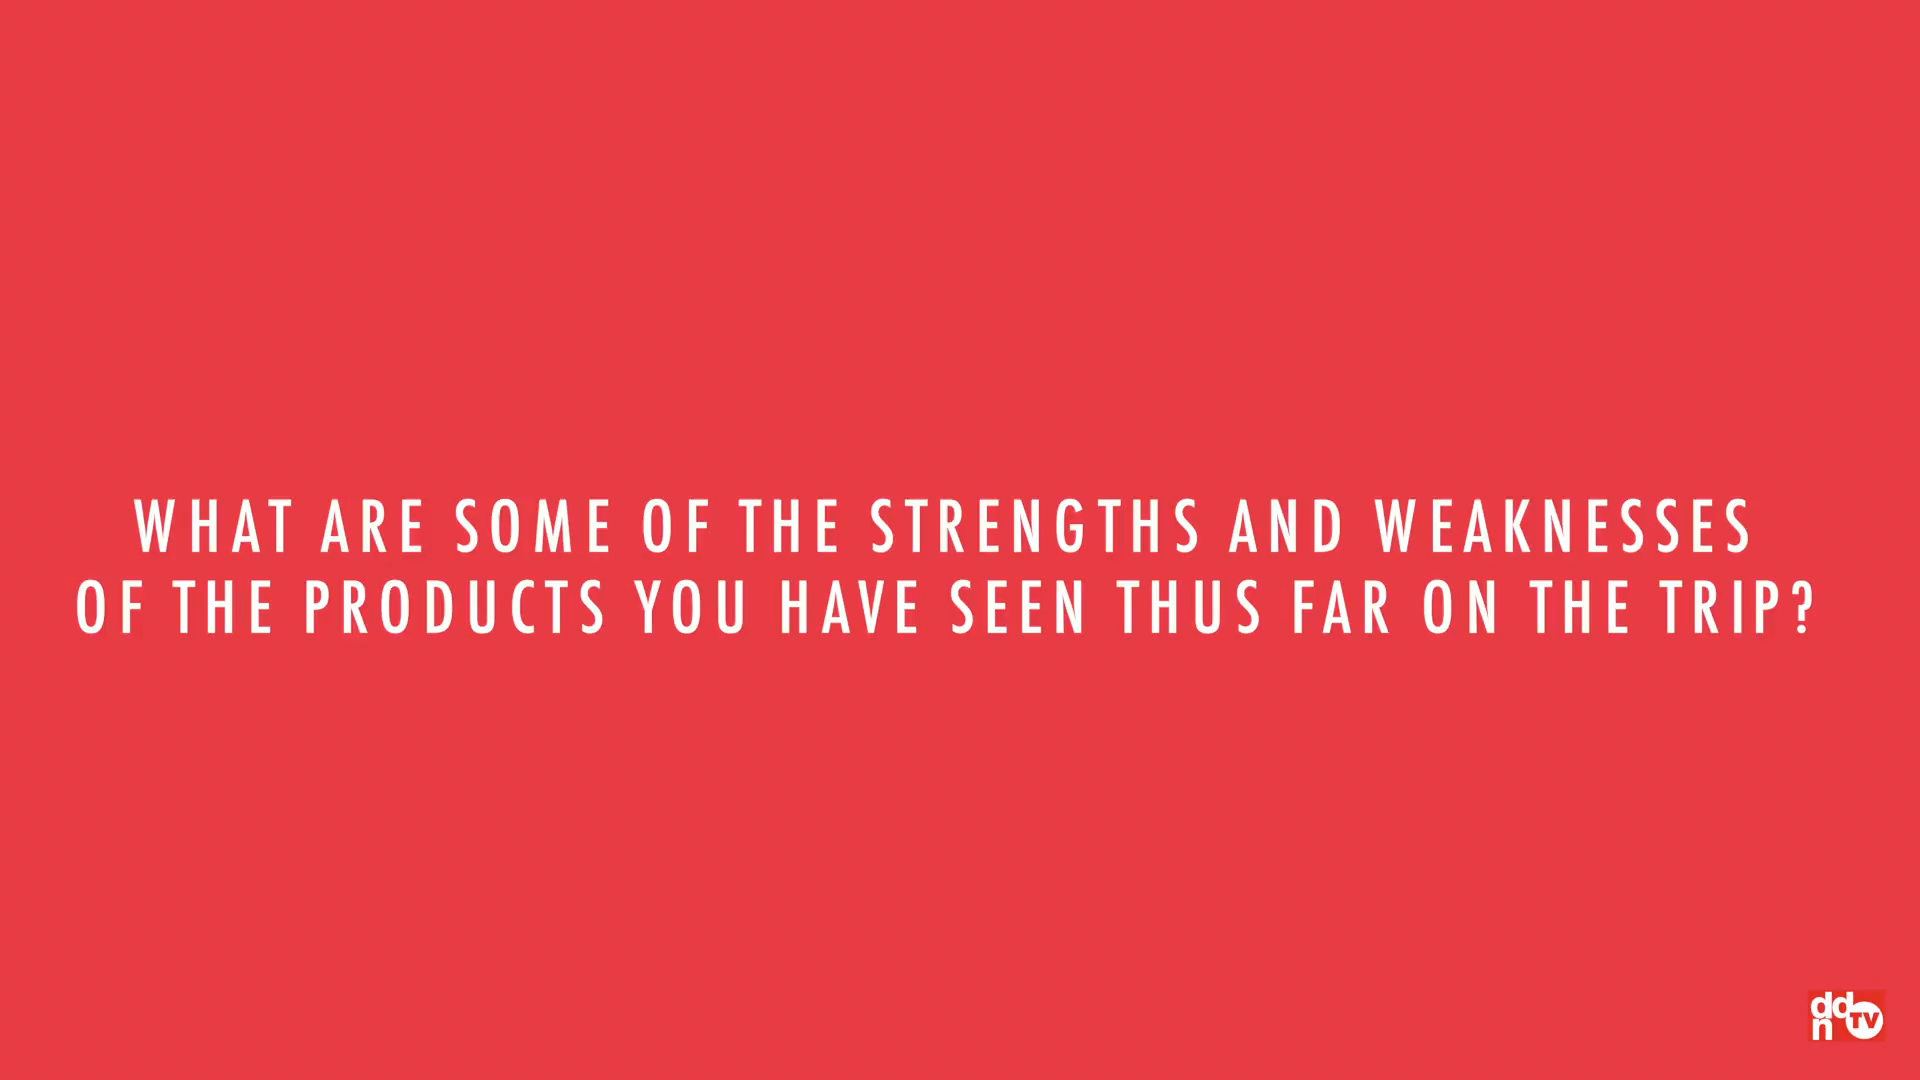 WHAT ARE SOME OF THE STRENGTHS AND WEAKNESSES
OF THE PRODUCTS YOU HAVE SEEN THUS FAR ON THE TRIP?
ddn TV